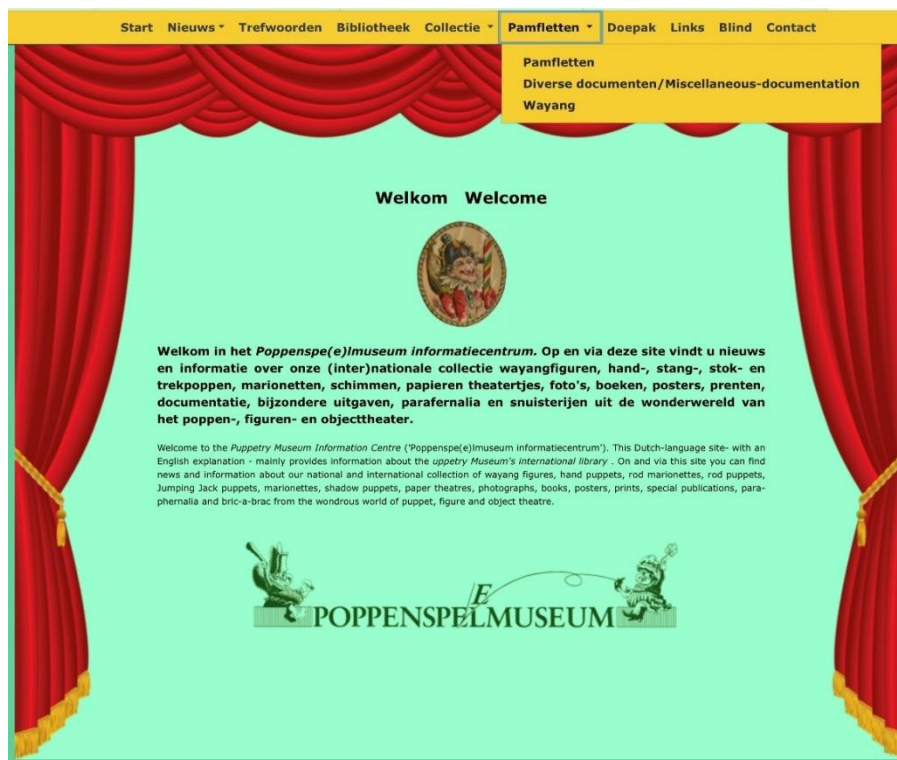 Start Nieuws Trefwoorden Bibliotheek Collectie Pamfletten Doepak Links Blind Contact
Pamfletten
Diverse documenten/Miscellaneous-documentation
Wayang
Welkom Welcome
Welkom in het Poppenspe(e)lmuseum informatiecentrum. Op en via deze site vindt u nieuws
en informatie over onze (inter)nationale collectie wayangfiguren, hand-, stang-, stok- en
trekpoppen, marionetten, schimmen, papieren theatertjes, foto's, boeken, posters, prenten,
documentatie, bijzondere uitgaven, parafernalia en snuisterijen uit de wonderwereld van
het poppen-, figuren- en objecttheater.
Welcome to the Puppetry Museum Information Centre ('Poppenspe(e)lmuseum informatiecentrum'). This Dutch-language site- with an
English explanation - mainly provides information about the uppetry Museum's international library . On and via this site you can find
news and information about our national and international collection of wayang figures, hand puppets, rod marionettes, rod puppets,
Jumping Jack puppets, marionettes, shadow puppets, paper theatres, photographs, books, posters, prints, special publications, para-
phernalia and bric-a-brac from the wondrous world of puppet, figure and object theatre.
E
POPPENSPELMUSEUM